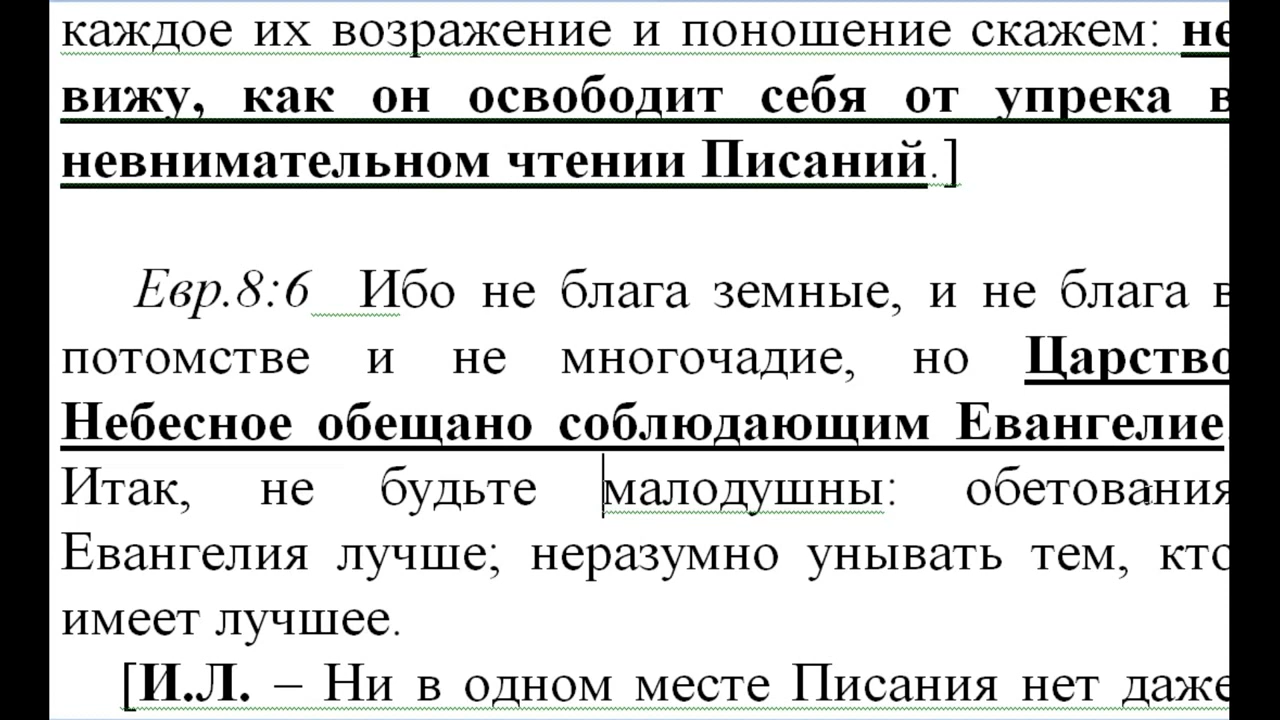 каждое их возражение и поношение скажем: не
вижу, как он освободит себя от упрека в
невнимательном чтении Писаний.]
Евр.8:6 Ибо не блага земные, и не блага в
потомстве и не многочадие, но Царство
Небесное обещано соблюдающим Евангелие.
Итак, не будьте малодушны: обетования
Евангелия лучше; неразумно унывать тем, кто
имеет лучшее.
[И.Л. – Ни в одном месте Писания нет даже